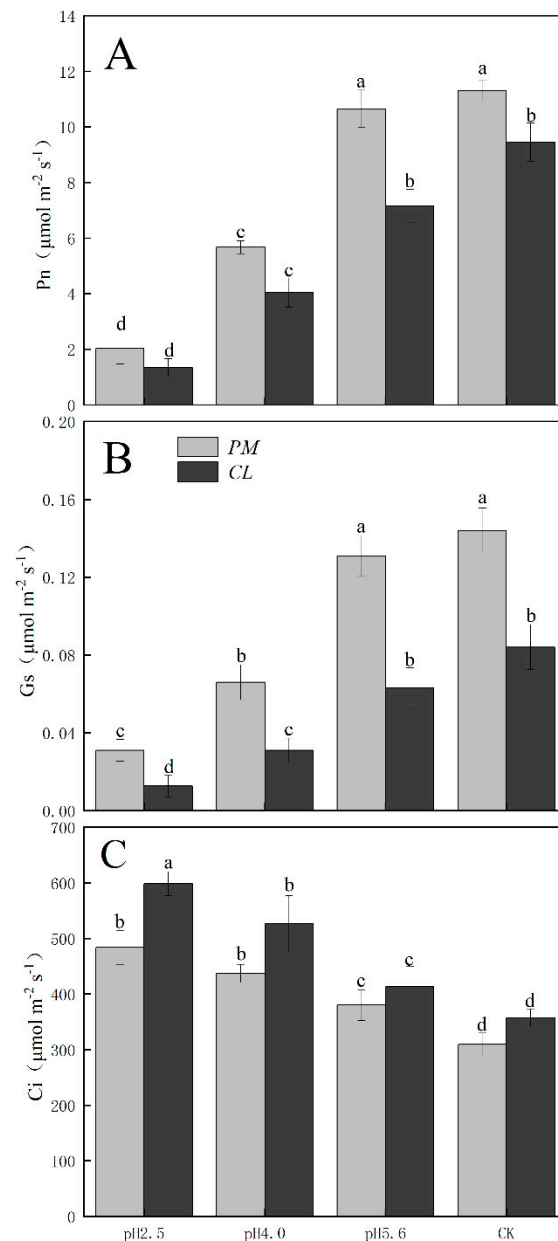 14
A
12
10
8
6
4
2
0
Pn (μmol m⁻² s⁻¹)
d
d
c
c
a
b
a
b
0.20
B
PM
CL
0.16
0.12
0.08
0.04
0.00
Gs (μmol m⁻² s⁻¹)
c
d
b
c
a
b
a
b
700
C
600
500
400
300
200
100
0
Ci (μmol m⁻² s⁻¹)
b
a
b
b
c
c
d
d
pH2.5
pH4.0
pH5.6
CK